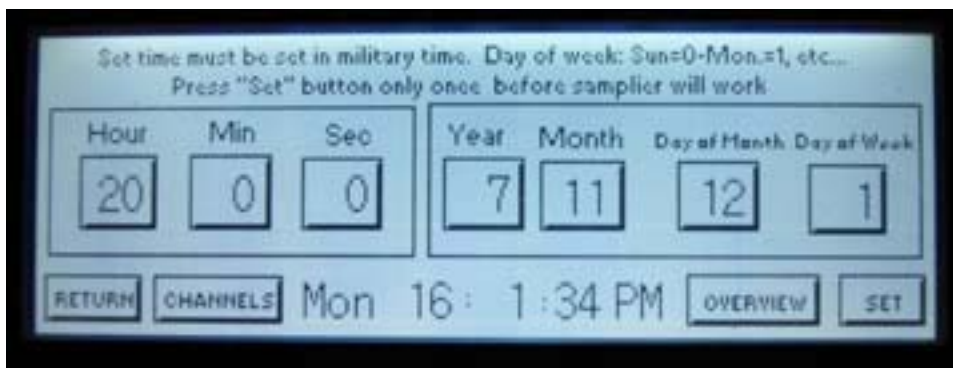 Set time must be set in military time. Day of week: Sun=0-Mon.=1, etc...
Press "Set" button only once before samplier will work
Hour Min Sec Year Month Day of Month Day of Week
20 0 0 7 11 12 1
RETURN CHANNELS Mon 16: 1:34 PM OVERVIEW SET